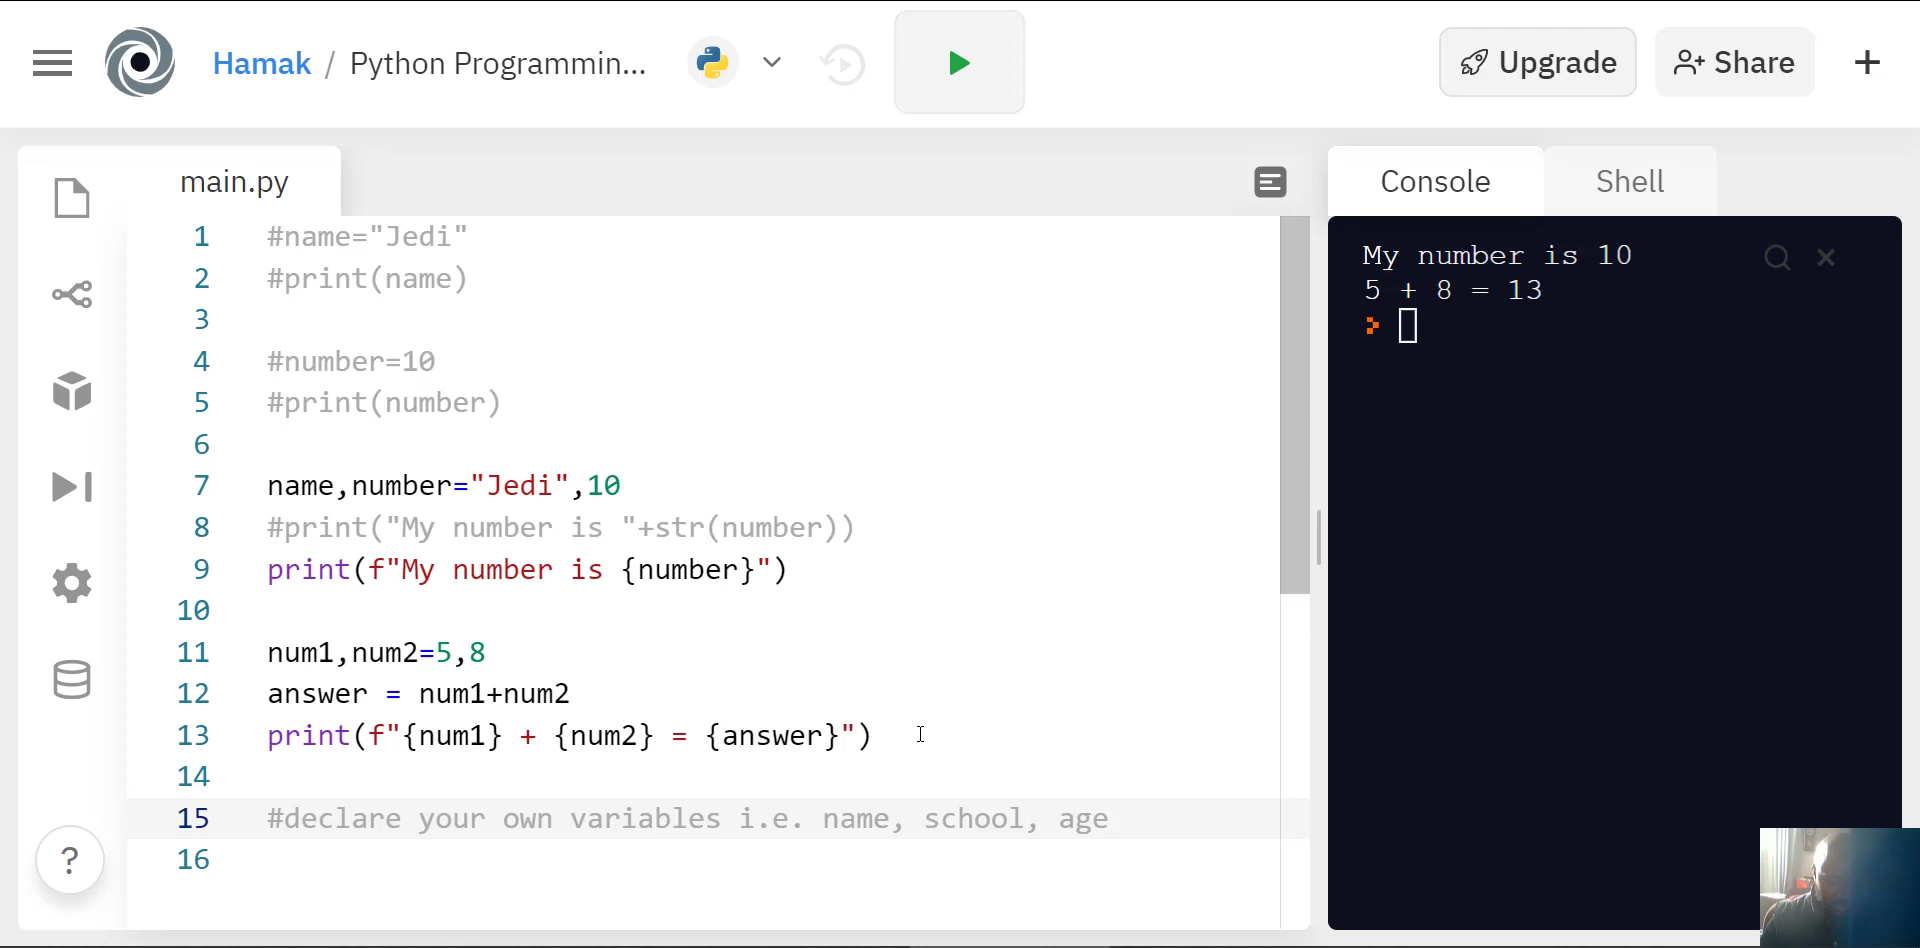 Hamak / Python Programmin...
Upgrade
Share
main.py
Console
Shell
1 #name="Jedi"
2 #print(name)
3
4 #number=10
5 #print(number)
6
7 name,number="Jedi",10
8 #print("My number is "+str(number))
9 print(f"My number is {number}")
10
11 num1,num2=5,8
12 answer = num1+num2
13 print(f"{num1} + {num2} = {answer}")
14
15 #declare your own variables i.e. name, school, age
16
?
My number is 10
5 + 8 = 13